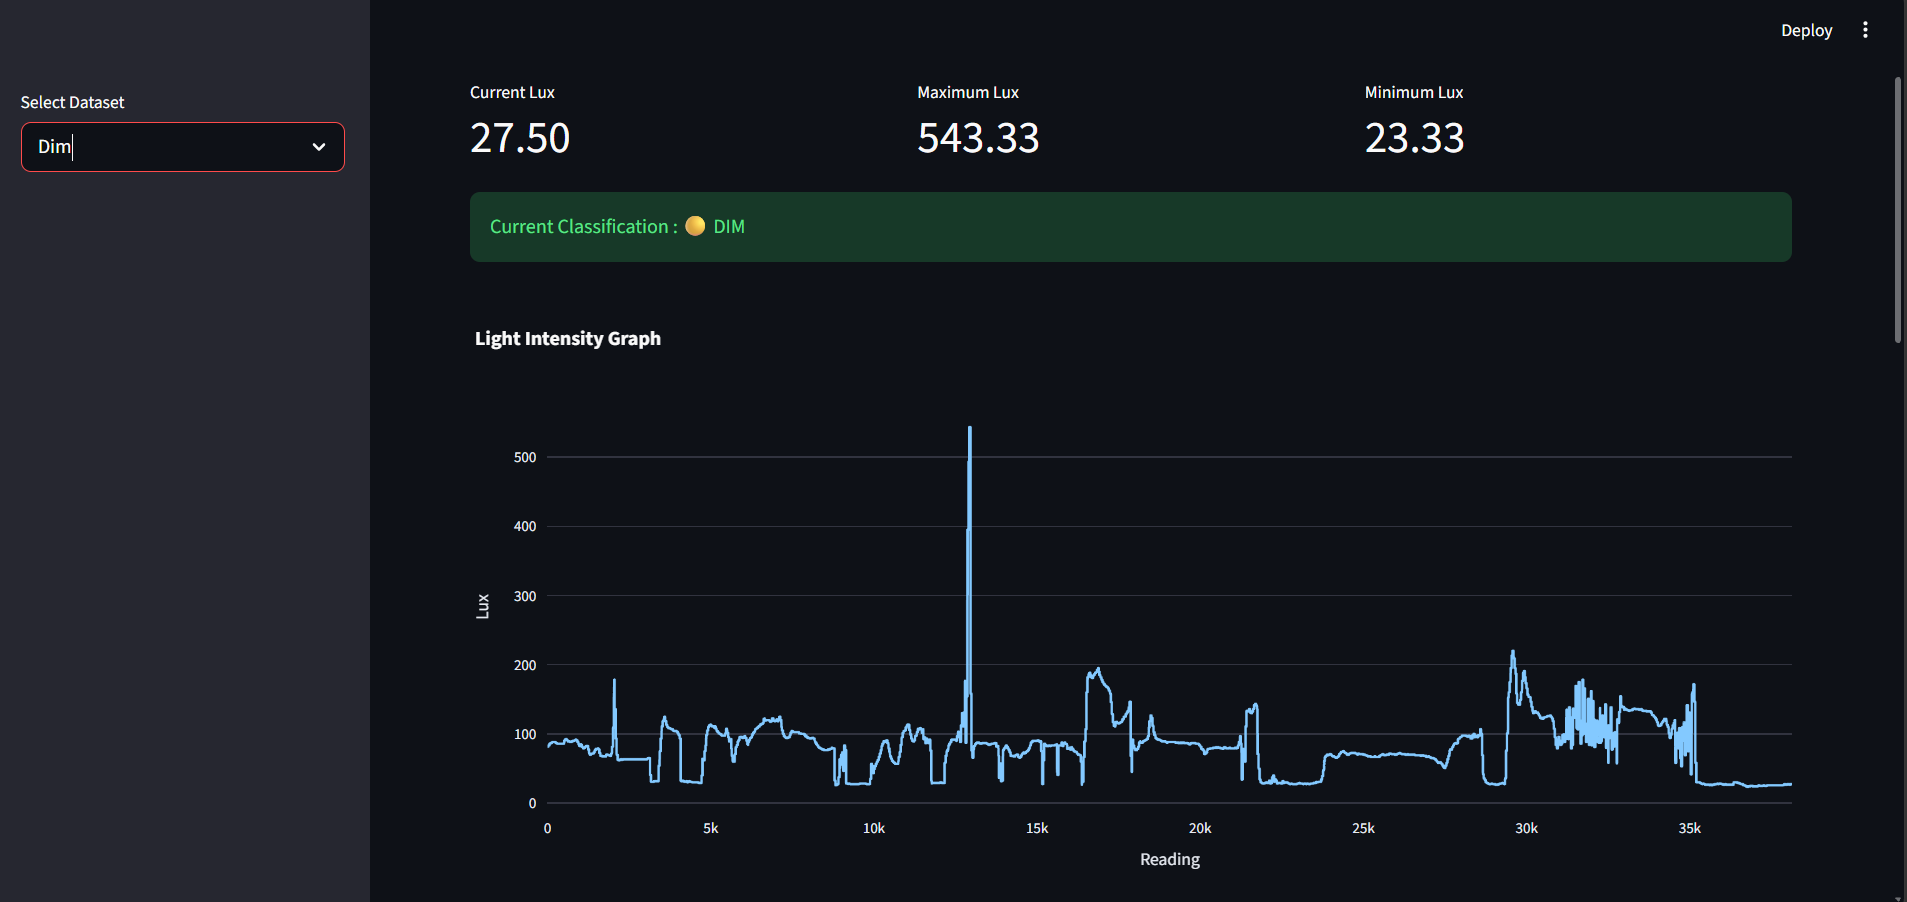 Deploy
Select Dataset
Dim
Current Lux
Maximum Lux
Minimum Lux
27.50
543.33
23.33
Current Classification : 🟡 DIM
Light Intensity Graph
500
400
300
200
100
0
Lux
0 5k 10k 15k 20k 25k 30k 35k
Reading